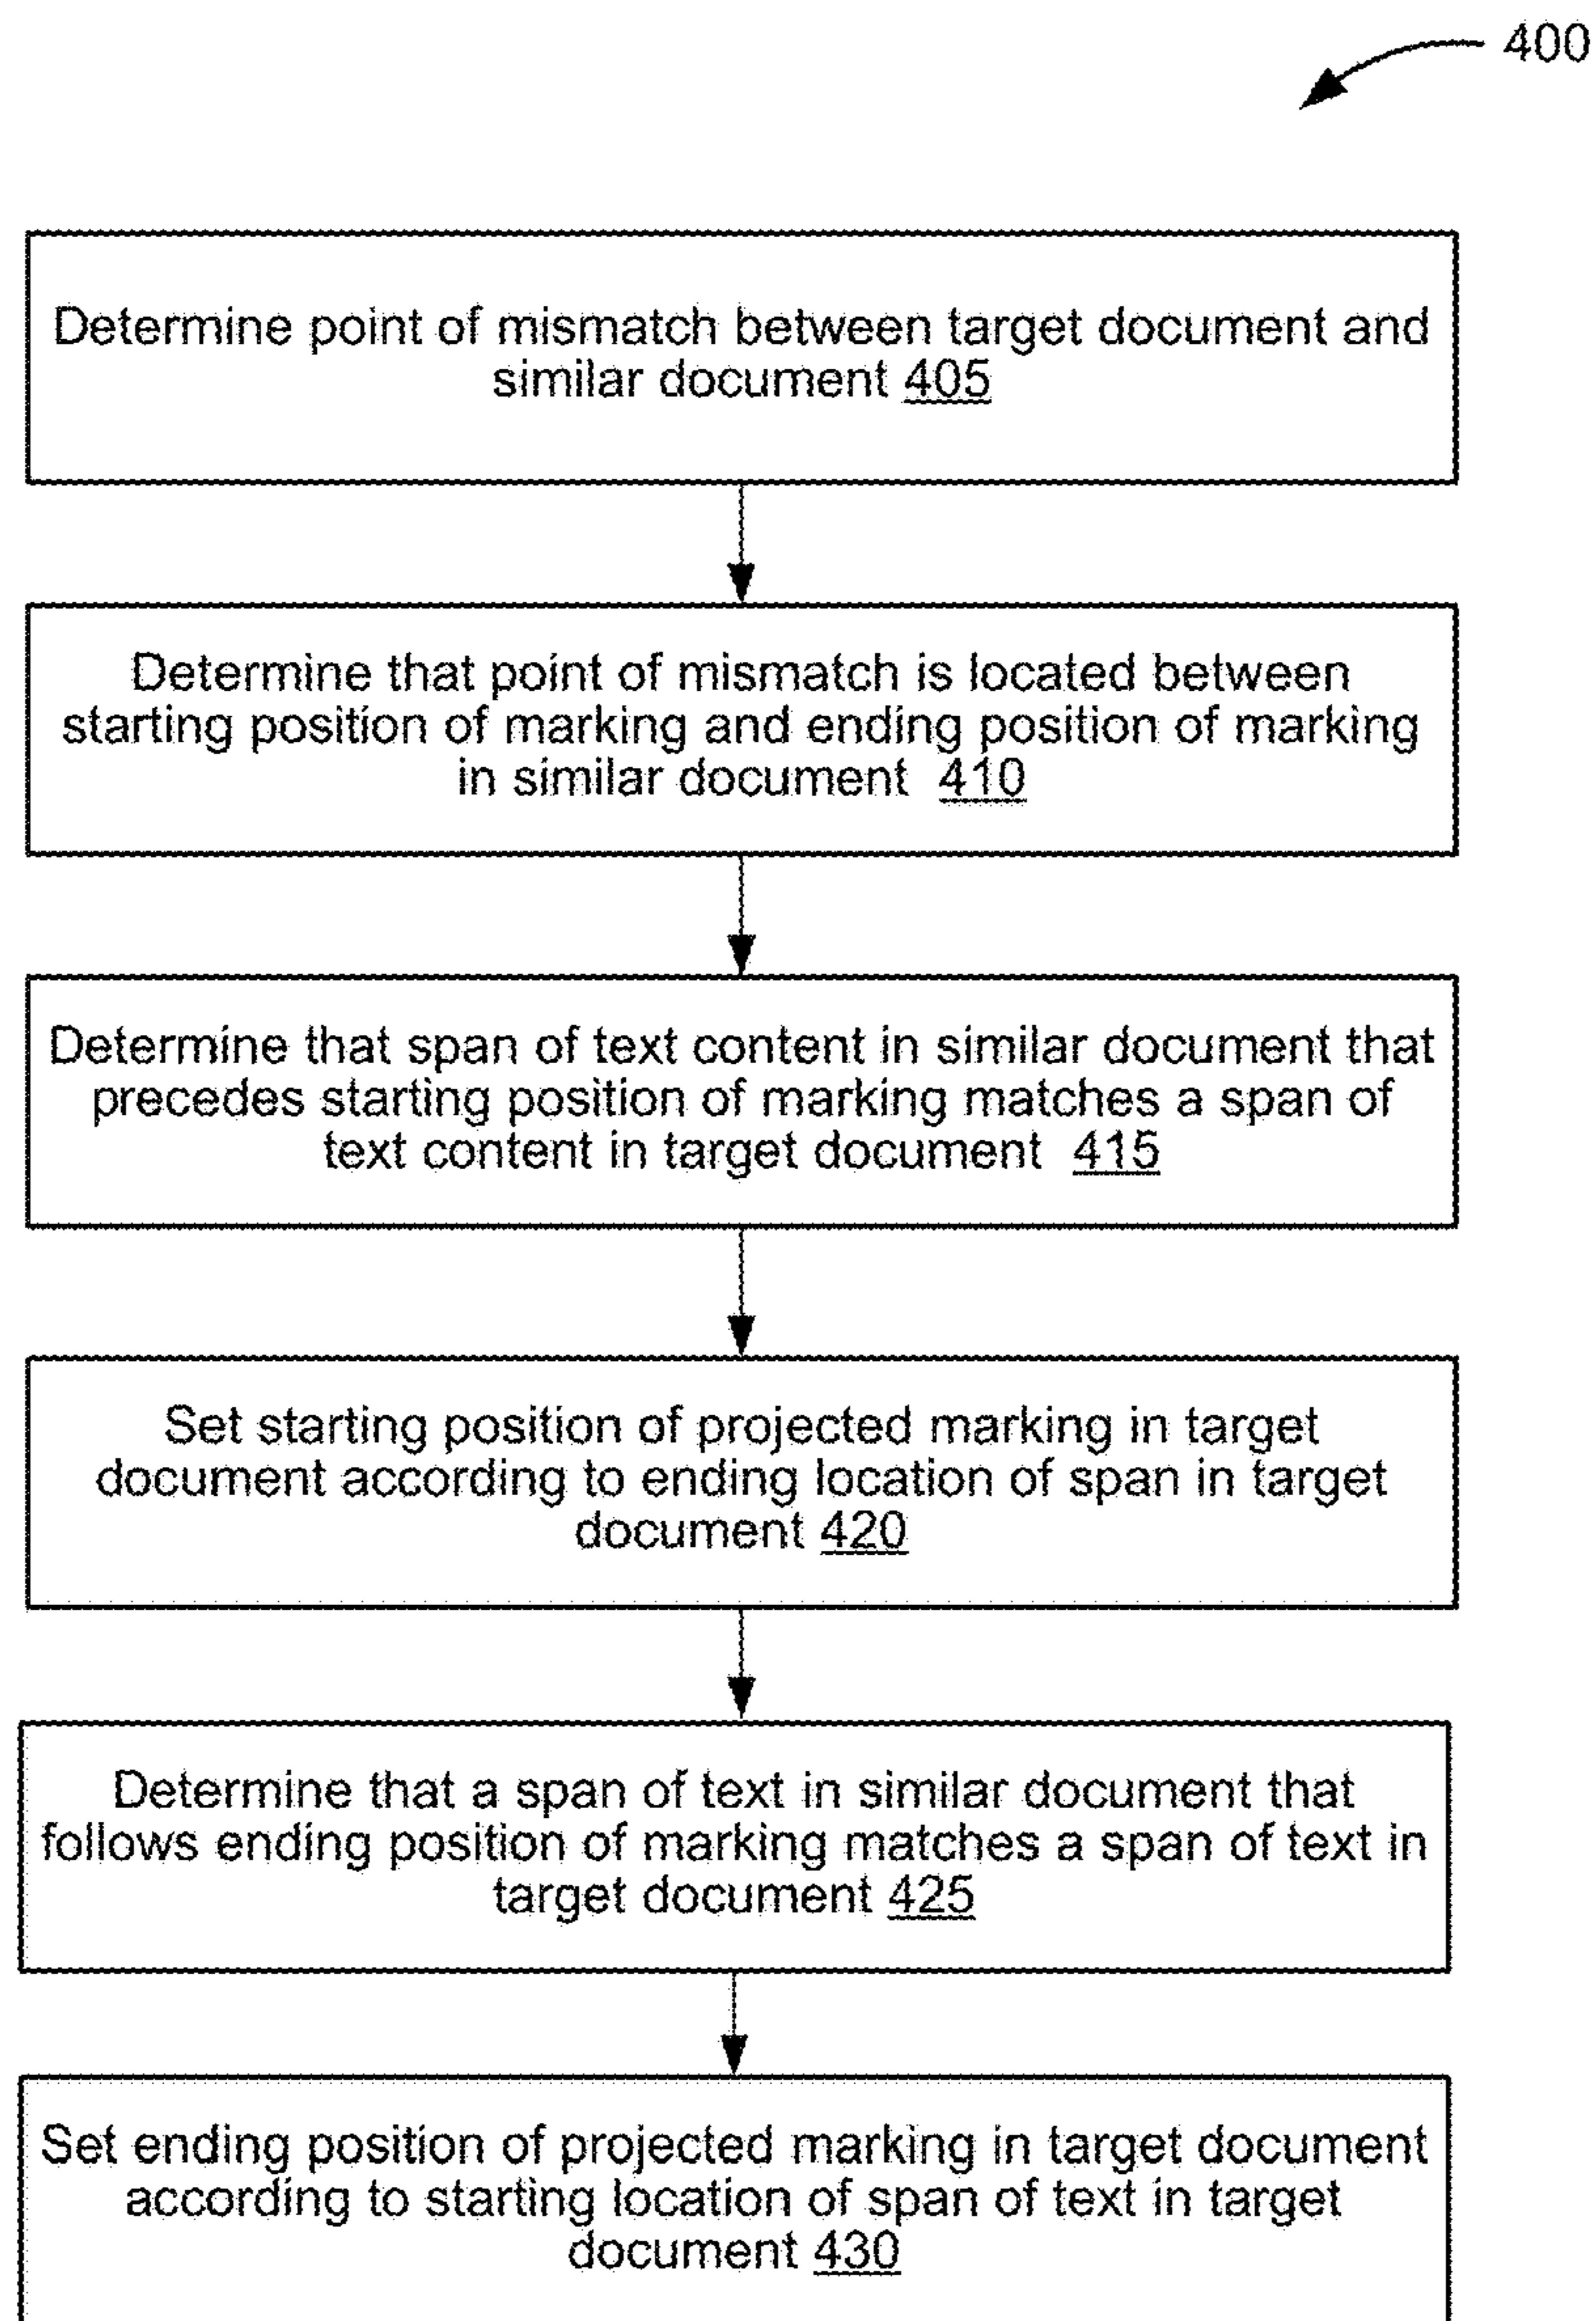 400
Determine point of mismatch between target document and
similar document 405
Determine that point of mismatch is located between
starting position of marking and ending position of marking
in similar document 410
Determine that span of text content in similar document that
precedes starting position of marking matches a span of
text content in target document 415
Set starting position of projected marking in target
document according to ending location of span in target
document 420
Determine that a span of text in similar document that
follows ending position of marking matches a span of text in
target document 425
Set ending position of projected marking in target document
according to starting location of span of text in target
document 430